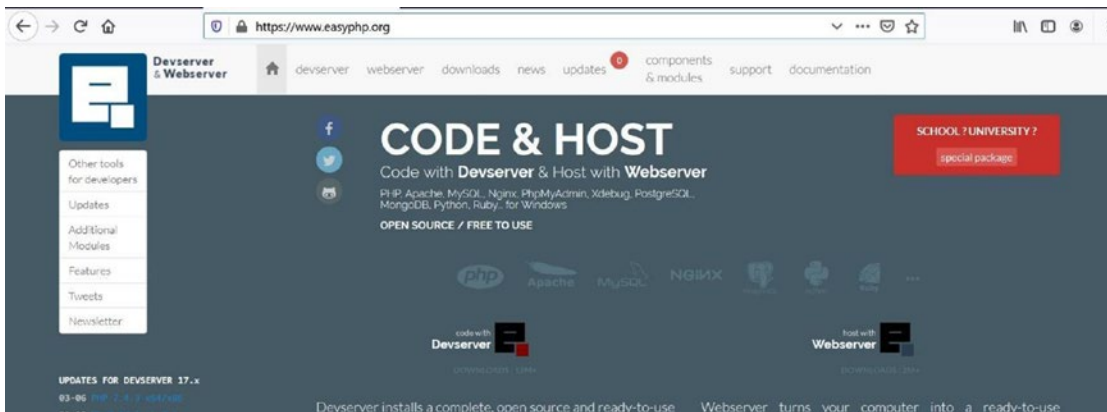 https://www.easyphp.org
Devserver
& Webserver
devserver webserver downloads news updates 0 components
& modules support documentation
Other tools
for developers
Updates
Additional
Modules
Features
Tweets
Newsletter
CODE & HOST
Code with Devserver & Host with Webserver
PHP, Apache, MySQL, Nginx, PhpMyAdmin, Xdebug, PostgreSQL,
MongoDB, Python, Ruby... for Windows
OPEN SOURCE / FREE TO USE
SCHOOL ? UNIVERSITY ?
special package
php Apache MySQL NGINX Ruby ...
code with
Devserver
host with
Webserver
UPDATES FOR DEVSERVER 17.x
03-06 PHP
Devserver installs a complete, open source and ready-to-use
Webserver turns your computer into a ready-to-use